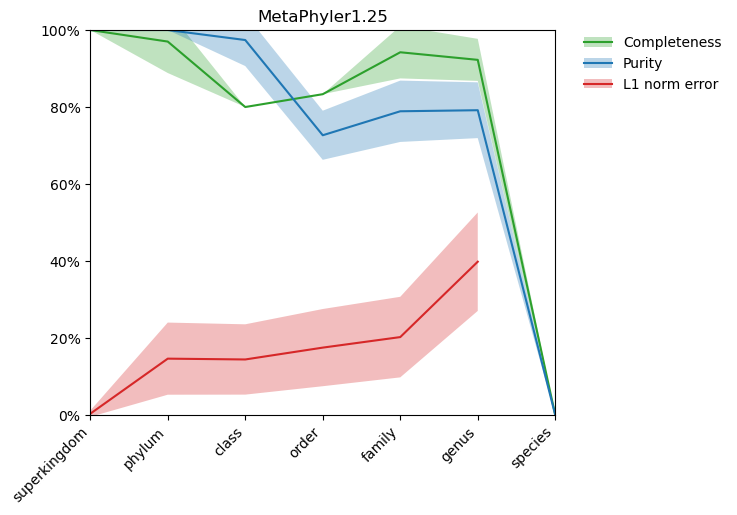 MetaPhyler1.25
100%
80%
60%
40%
20%
0%
superkingdom
phylum
class
order
family
genus
species
Completeness
Purity
L1 norm error